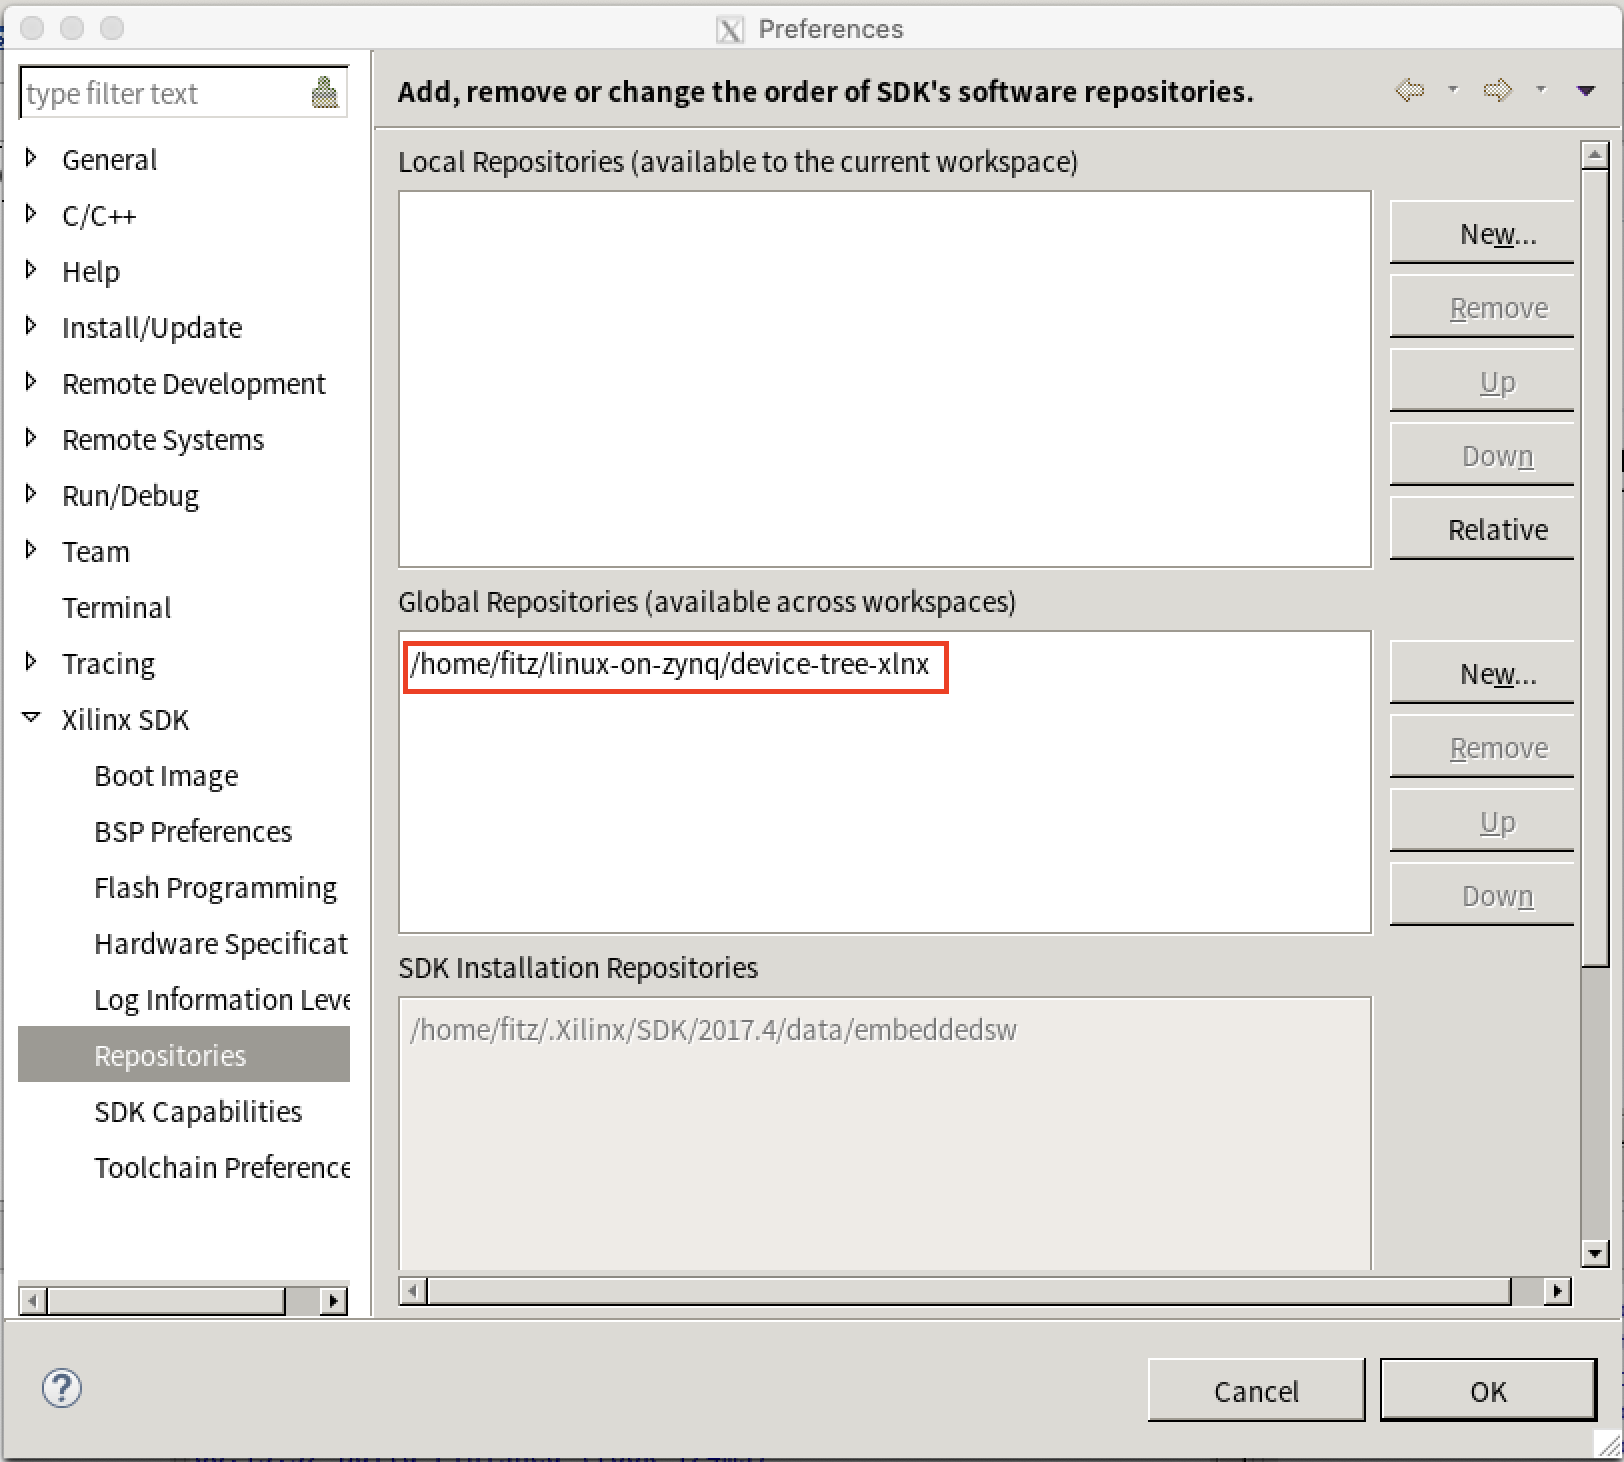 Preferences
type filter text
General
C/C++
Help
Install/Update
Remote Development
Remote Systems
Run/Debug
Team
Terminal
Tracing
Xilinx SDK
Boot Image
BSP Preferences
Flash Programming
Hardware Specificat
Log Information Leve
Repositories
SDK Capabilities
Toolchain Preference
Add, remove or change the order of SDK's software repositories.
Local Repositories (available to the current workspace)
New...
Remove
Up
Down
Relative
Global Repositories (available across workspaces)
/home/fitz/linux-on-zynq/device-tree-xlnx
New...
Remove
Up
Down
SDK Installation Repositories
/home/fitz/.Xilinx/SDK/2017.4/data/embeddedsw
Cancel
OK